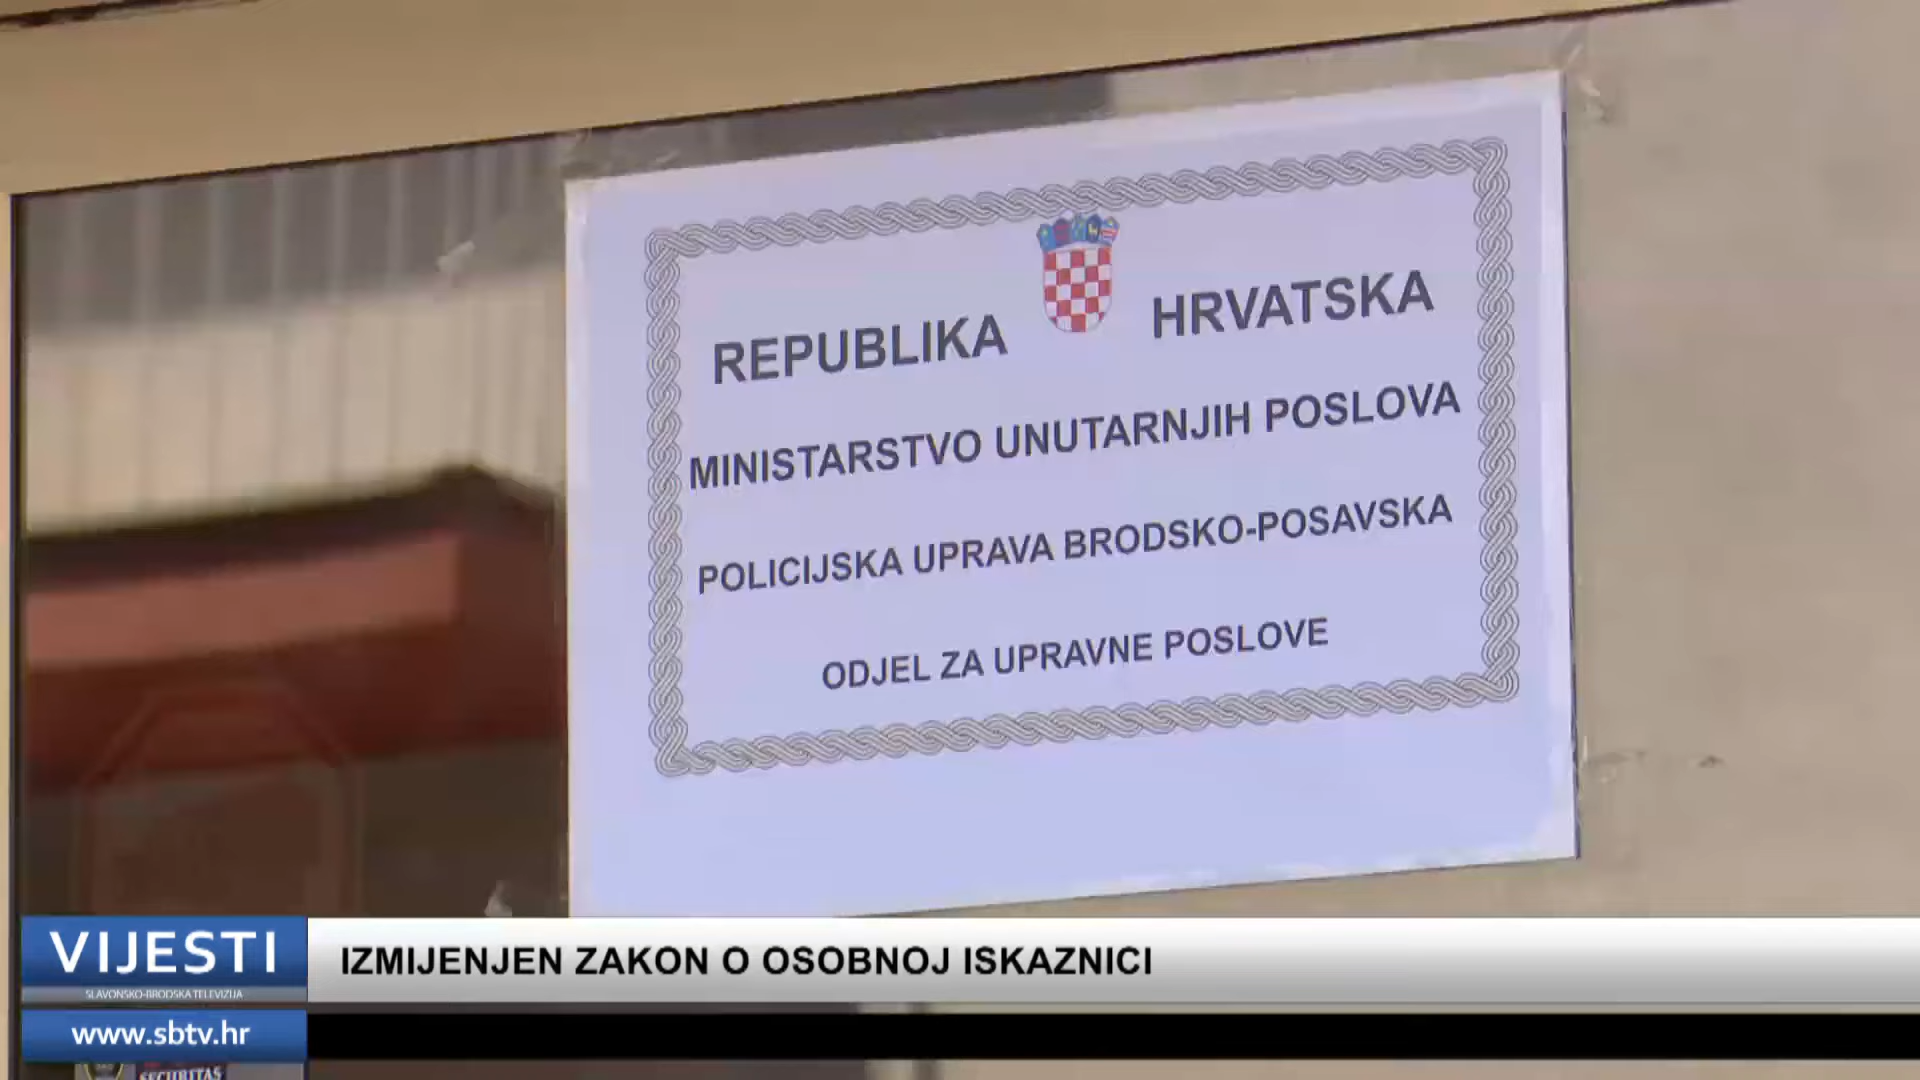 REPUBLIKA HRVATSKA
MINISTARSTVO UNUTARNJIH POSLOVA
POLICIJSKA UPRAVA BRODSKO-POSAVSKA
ODJEL ZA UPRAVNE POSLOVE
VIJESTI
SLAVONSKO-BRODSKA TELEVIZIJA
IZMIJENJEN ZAKON O OSOBNOJ ISKAZNICI
www.sbtv.hr
SECURITAS